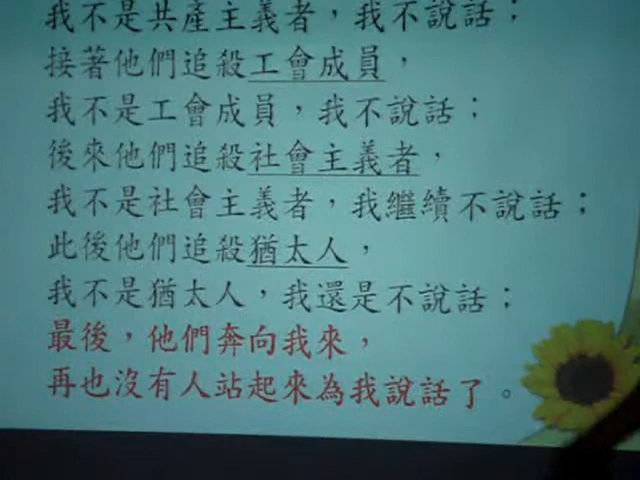 我不是共產主義者，我不說話；
接著他們追殺工會成員，
我不是工會成員，我不說話；
後來他們追殺社會主義者，
我不是社會主義者，我繼續不說話；
此後他們追殺猶太人，
我不是猶太人，我還是不說話；
最後，他們奔向我來，
再也沒有人站起來為我說話了。